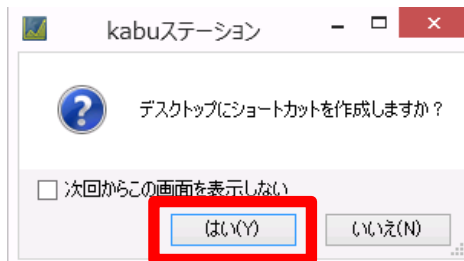 kabuステーション
デスクトップにショートカットを作成しますか？
次回からこの画面を表示しない
はい(Y)
いいえ(N)